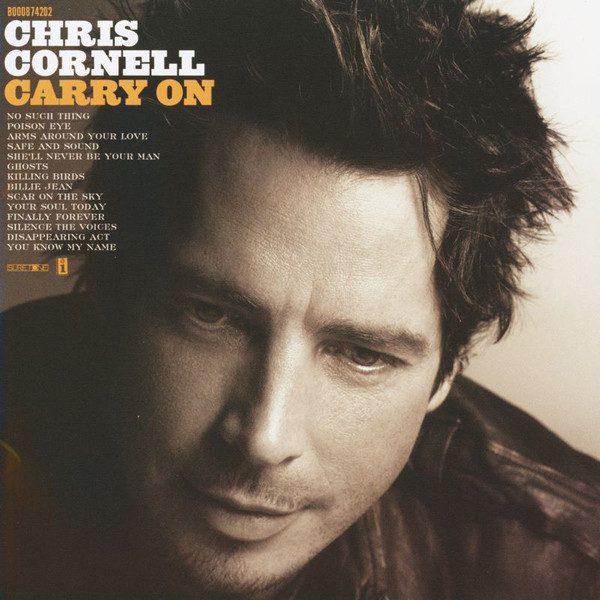 B000874202
CHRIS
CORNELL
CARRY ON
NO SUCH THING
POISON EYE
ARMS AROUND YOUR LOVE
SAFE AND SOUND
SHE'LL NEVER BE YOUR MAN
GHOSTS
KILLING BIRDS
BILLIE JEAN
SCAR ON THE SKY
YOUR SOUL TODAY
FINALLY FOREVER
SILENCE THE VOICES
DISAPPEARING ACT
YOU KNOW MY NAME